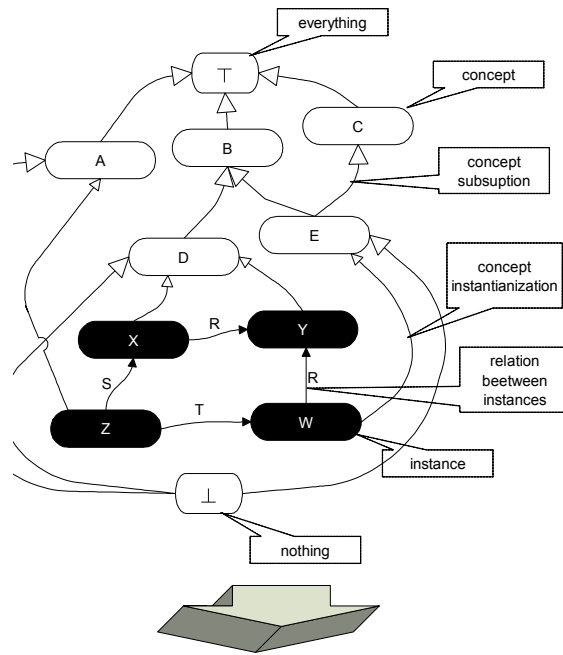 everything
⊤
concept
C
B
A
concept
subsuption
E
D
concept
instantianization
R
Y
X
R
relation
beetween
instances
S
T
W
Z
instance
⊥
nothing